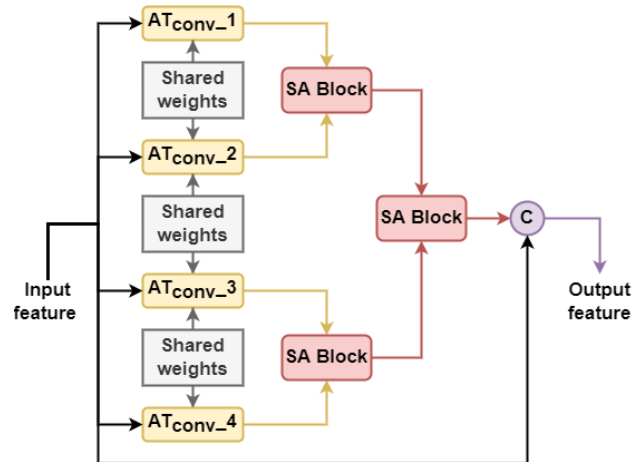 ATconv_1
Shared
weights
SA Block
ATconv_2
Shared
weights
SA Block
C
Input
feature
Output
feature
ATconv_3
Shared
weights
SA Block
ATconv_4